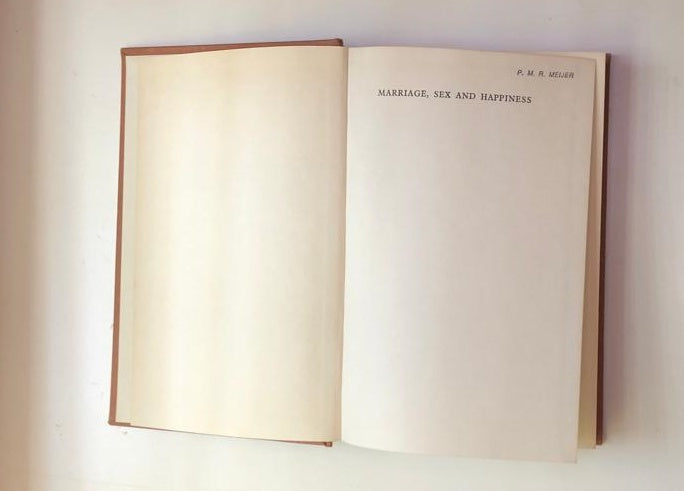 P. M. R. MEIJER
MARRIAGE, SEX AND HAPPINESS